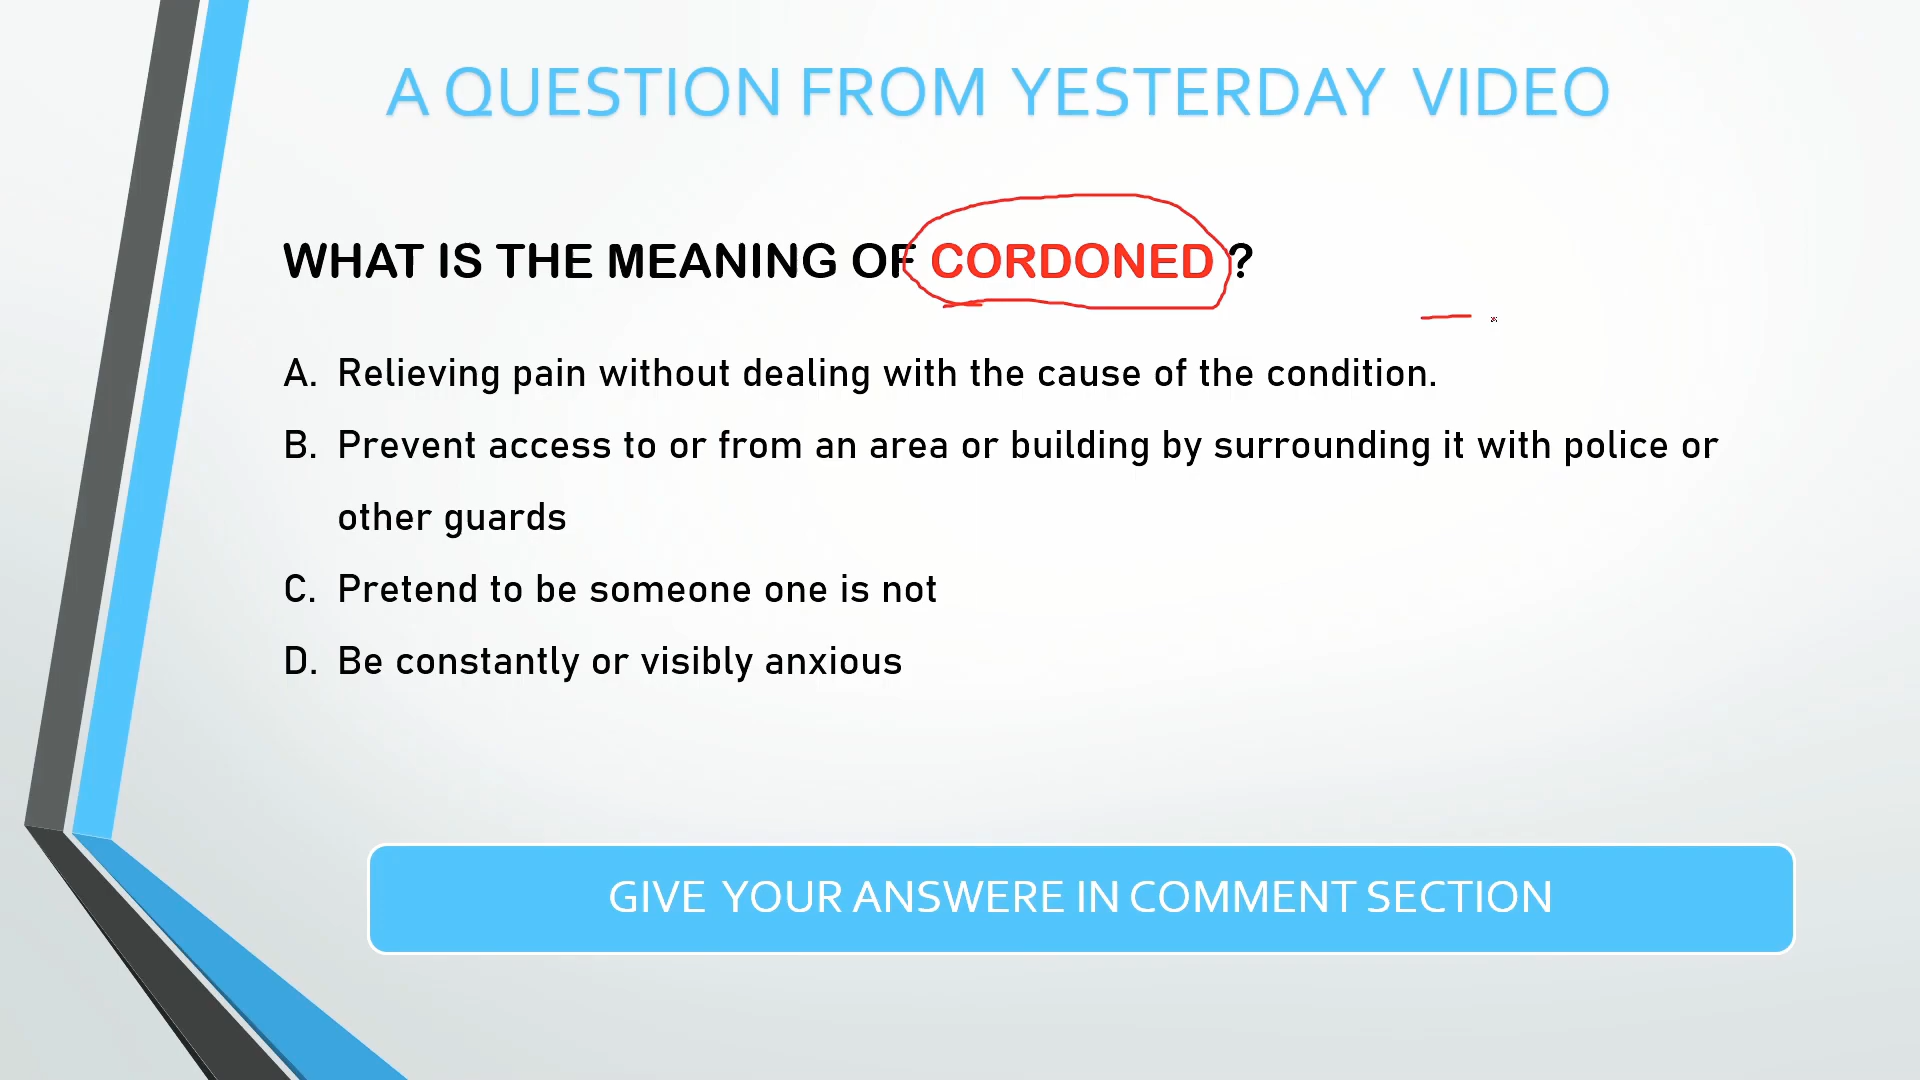 A QUESTION FROM YESTERDAY VIDEO
WHAT IS THE MEANING OF CORDONED ?
A. Relieving pain without dealing with the cause of the condition.
B. Prevent access to or from an area or building by surrounding it with police or
other guards
C. Pretend to be someone one is not
D. Be constantly or visibly anxious
GIVE YOUR ANSWERE IN COMMENT SECTION